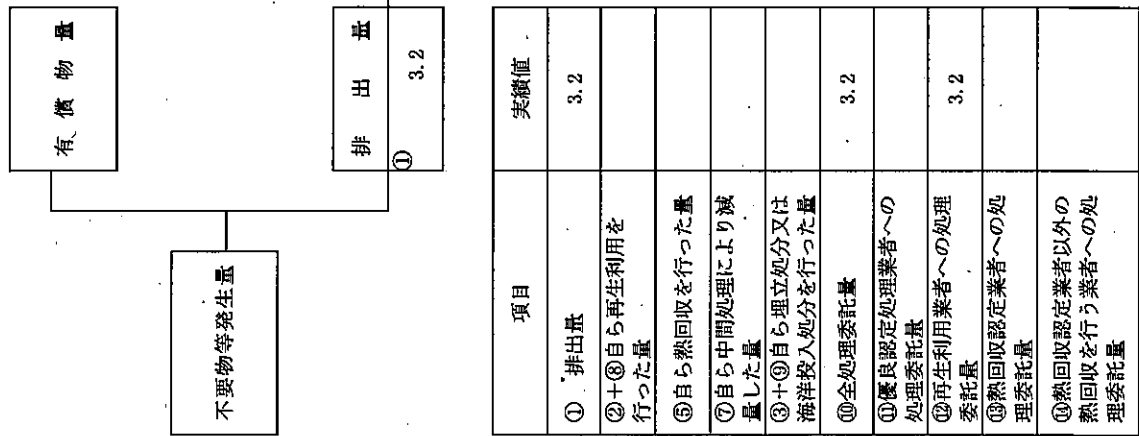 有償物量
不要物等発生量
排出量
①
3.2
項目 実績値
① 排出量 3.2
②+⑧自ら再生利用を
行った量
⑤自ら熱回収を行った量
⑦自ら中間処理により減
量した量
③+⑨自ら埋立処分又は
海洋投入処分を行った量
⑩全処理委託量 3.2
⑪優良認定処理業者への
処理委託量
⑫再生利用業者への処理
委託量 3.2
⑬熱回収認定業者への処
理委託量
⑭熱回収認定業者以外の
熱回収を行う業者への処
理委託量